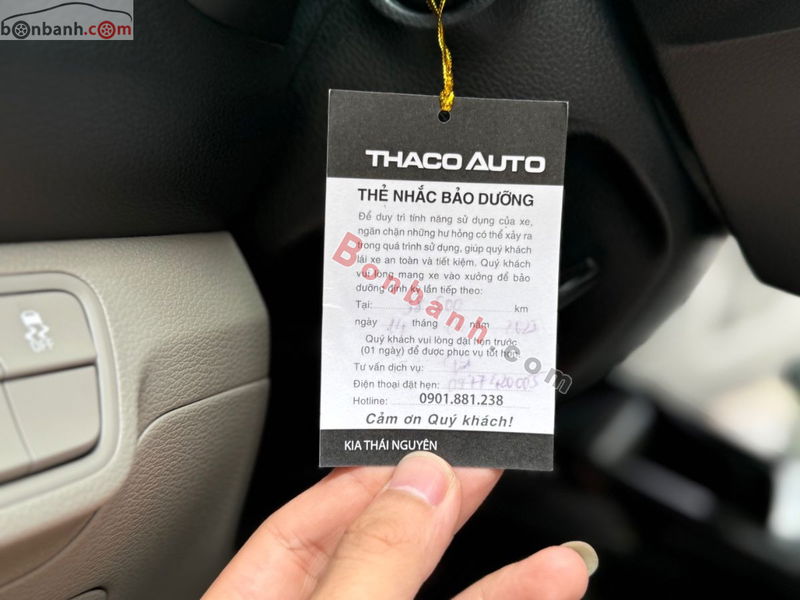 bonbanh.com
THACO AUTO
THẺ NHẮC BẢO DƯỠNG
Để duy trì tính năng sử dụng của xe,
ngăn chặn những hư hỏng có thể xảy ra
trong quá trình sử dụng, giúp quý khách
lái xe an toàn và tiết kiệm. Quý khách
vui lòng mang xe vào xưởng để bảo
dưỡng định kỳ lần tiếp theo:
Tại: km
ngày tháng năm
Quý khách vui lòng đặt hẹn trước
(01 ngày) để được phục vụ tốt hơn
Tư vấn dịch vụ:
Điện thoại đặt hẹn:
Hotline: 0901.881.238
Cảm ơn Quý khách!
KIA THÁI NGUYÊN
Bonbanh.com